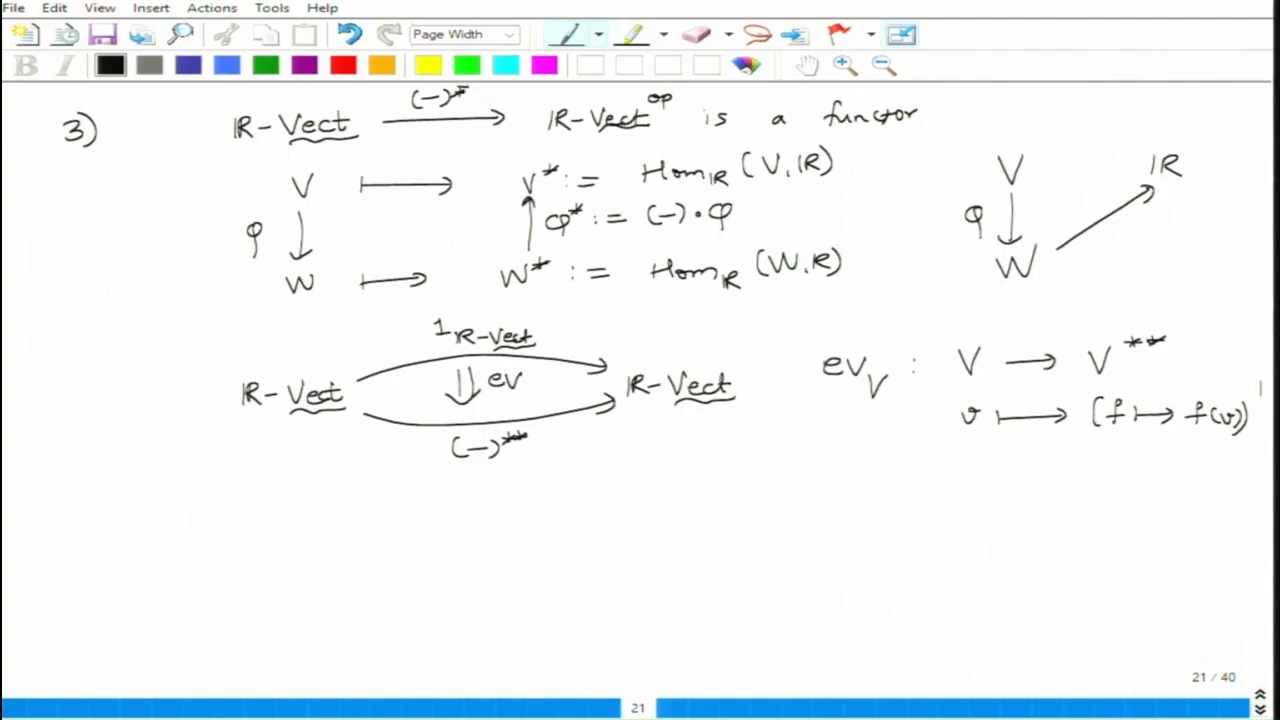 File Edit View Insert Actions Tools Help
Page Width
B I
3) R-Vect (-)* R-Vect^op is a functor
V ⟼ V* := Hom_R (V, R)
φ ↓ ↑ φ* := (-)·φ
W ⟼ W* := Hom_R (W, R)
V R
φ ↓ ↗
W
1_R-Vect
R-Vect ⇓ ev R-Vect
(-)**
ev_V : V → V**
v ⟼ (f ⟼ f(v))
21 / 40
21